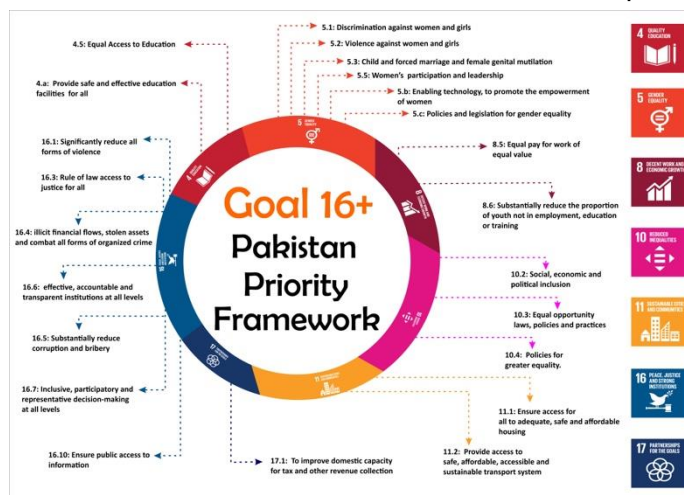 4.5: Equal Access to Education
4.a: Provide safe and effective education
facilities for all
16.1: Significantly reduce all
forms of violence
16.3: Rule of law access to
justice for all
16.4: illicit financial flows, stolen assets
and combat all forms of organized crime
16.6: effective, accountable and
transparent institutions at all levels
16.5: Substantially reduce
corruption and bribery
16.7: Inclusive, participatory and
representative decision-making
at all levels
16.10: Ensure public access to
information
5.1: Discrimination against women and girls
5.2: Violence against women and girls
5.3: Child and forced marriage and female genital mutilation
5.5: Women's participation and leadership
5.b: Enabling technology, to promote the empowerment
of women
5.c: Policies and legislation for gender equality
8.5: Equal pay for work of
equal value
8.6: Substantially reduce the proportion
of youth not in employment, education
or training
10.2: Social, economic and
political inclusion
10.3: Equal opportunity
laws, policies and practices
10.4: Policies for
greater equality.
11.1: Ensure access for
all to adequate, safe and affordable
housing
11.2: Provide access to
safe, affordable, accessible and
sustainable transport system
17.1: To improve domestic capacity
for tax and other revenue collection
Goal 16+
Pakistan
Priority
Framework
4 QUALITY
EDUCATION
5 GENDER
EQUALITY
8 DECENT WORK AND
ECONOMIC GROWTH
10 REDUCED
INEQUALITIES
11 SUSTAINABLE CITIES
AND COMMUNITIES
16 PEACE, JUSTICE
AND STRONG
INSTITUTIONS
17 PARTNERSHIPS
FOR THE GOALS